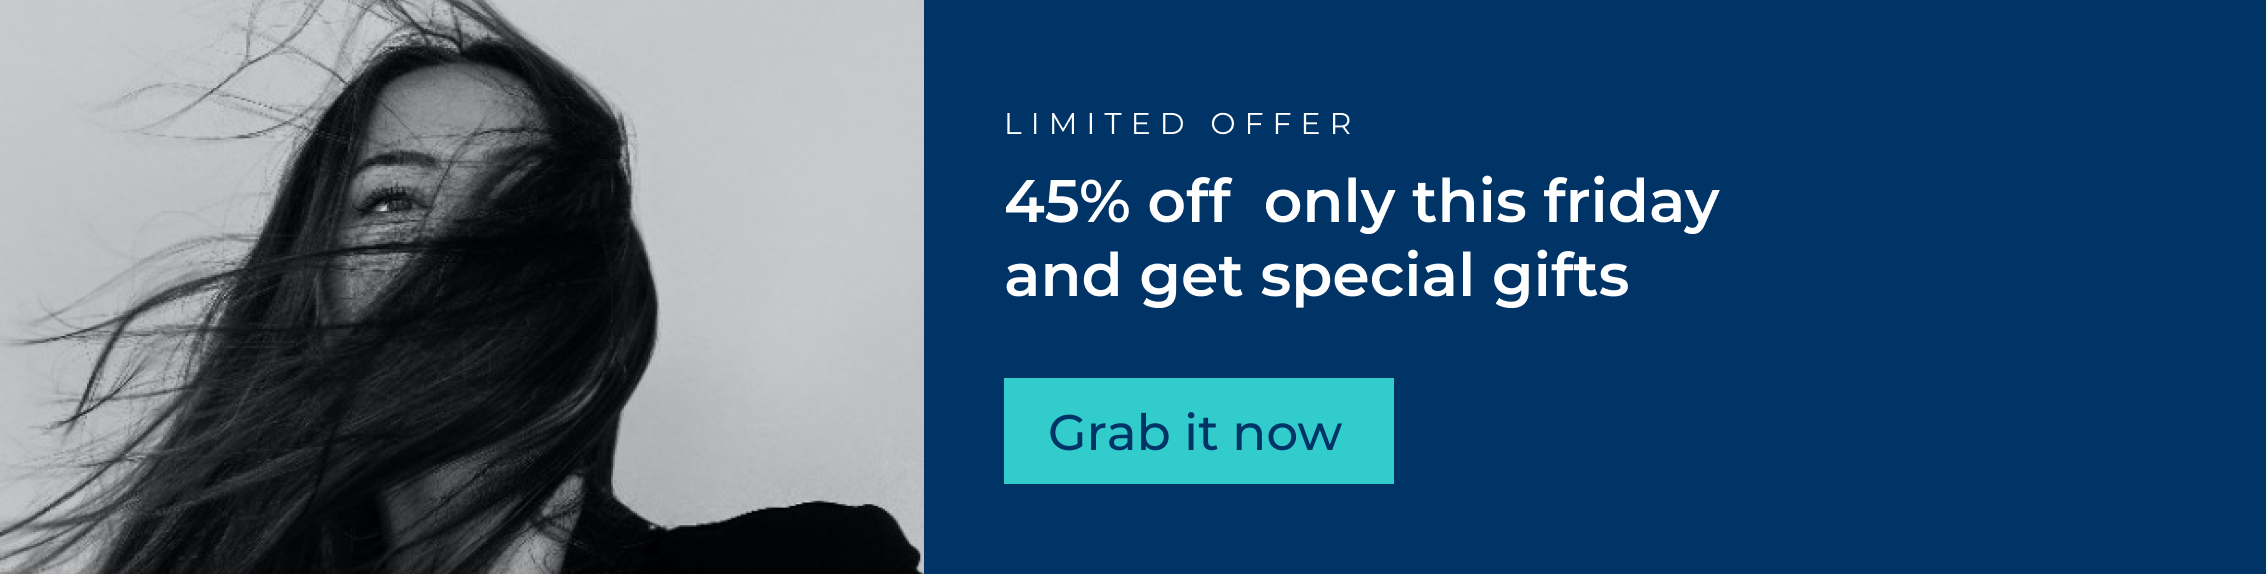 LIMITED OFFER
45% off  only this friday
and get special gifts
Grab it now